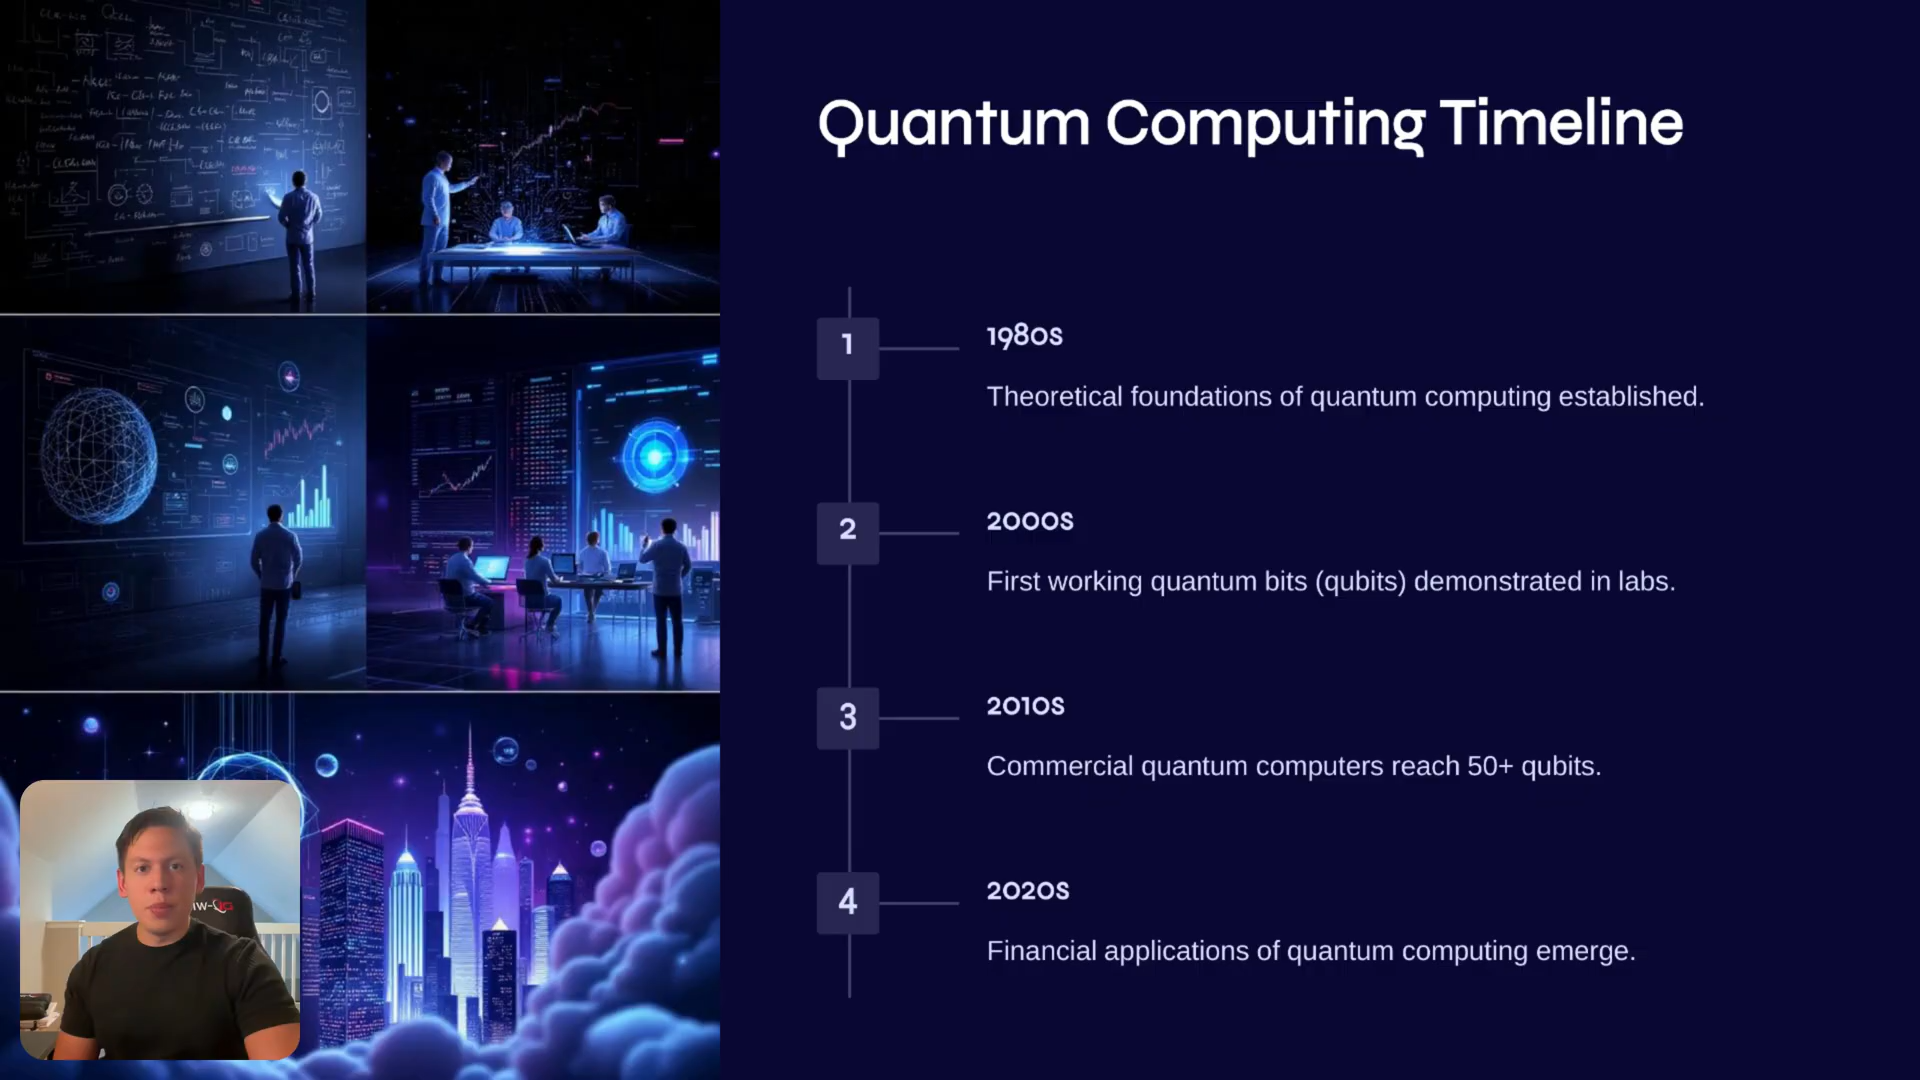 Quantum Computing Timeline
1
1980s
Theoretical foundations of quantum computing established.
2
2000s
First working quantum bits (qubits) demonstrated in labs.
3
2010s
Commercial quantum computers reach 50+ qubits.
4
2020s
Financial applications of quantum computing emerge.